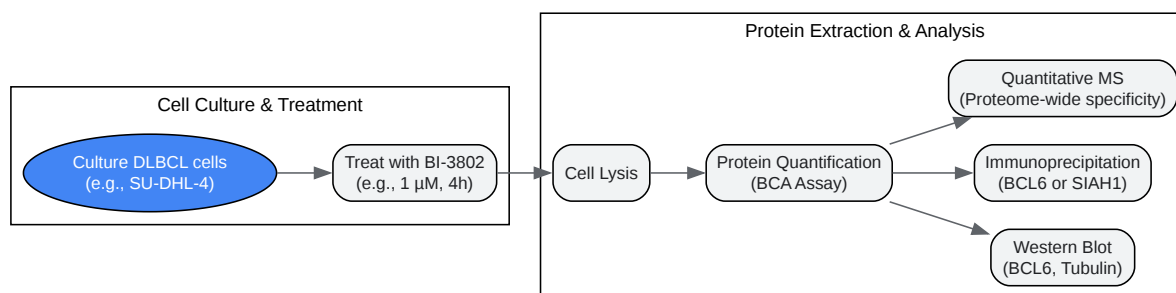 Protein Extraction & Analysis
Cell Culture & Treatment
Culture DLBCL cells
(e.g., SU-DHL-4)
Treat with BI-3802
(e.g., 1 µM, 4h)
Cell Lysis
Protein Quantification
(BCA Assay)
Quantitative MS
(Proteome-wide specificity)
Immunoprecipitation
(BCL6 or SIAH1)
Western Blot
(BCL6, Tubulin)